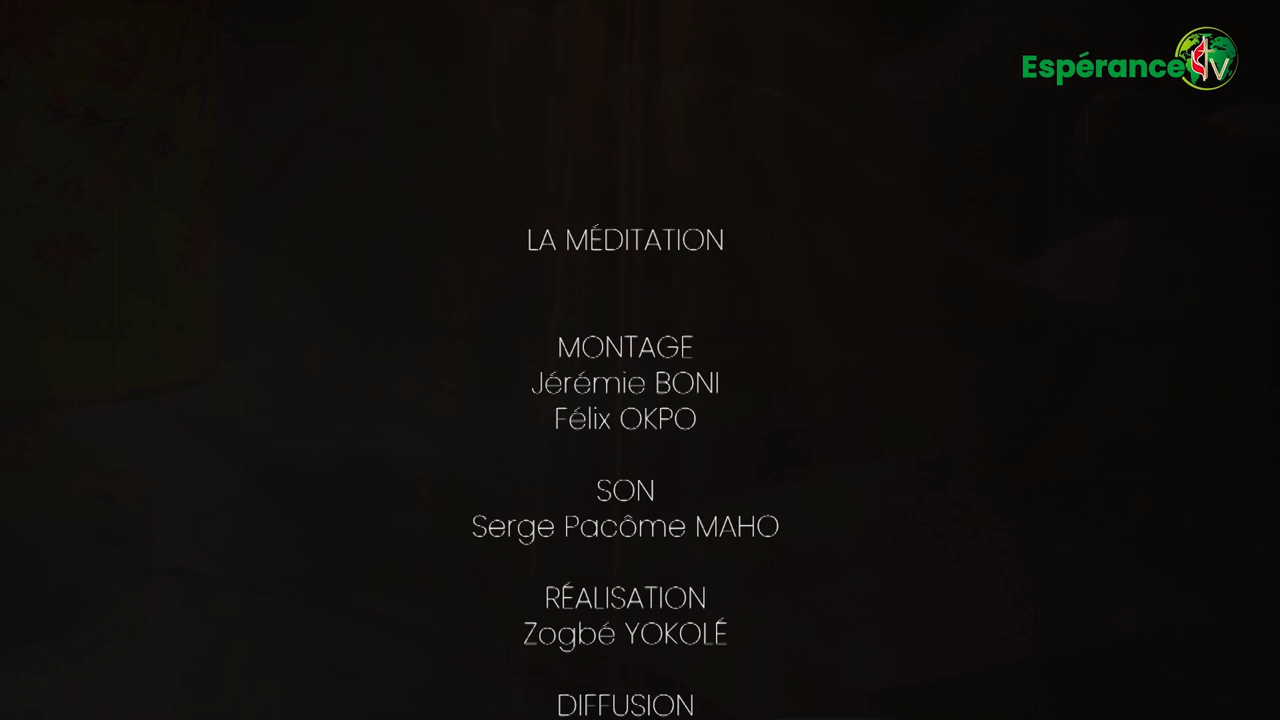 Espérance tv
LA MÉDITATION
MONTAGE
Jérémie BONI
Félix OKPO
SON
Serge Pacôme MAHO
RÉALISATION
Zogbé YOKOLÉ
DIFFUSION